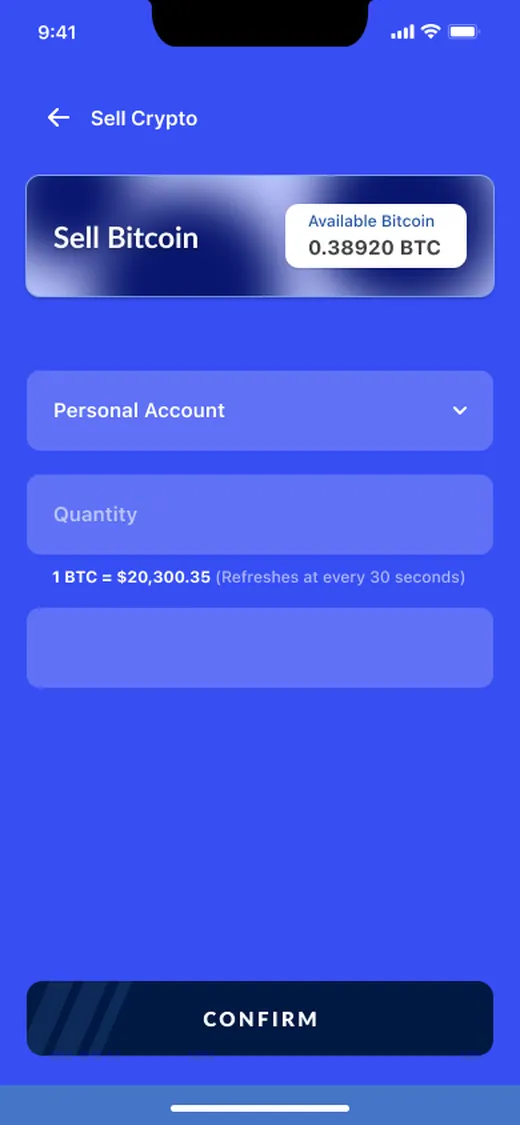 9:41
Sell Crypto
Sell Bitcoin
Available Bitcoin
0.38920 BTC
Personal Account
Quantity
1 BTC = $20,300.35 (Refreshes at every 30 seconds)
CONFIRM